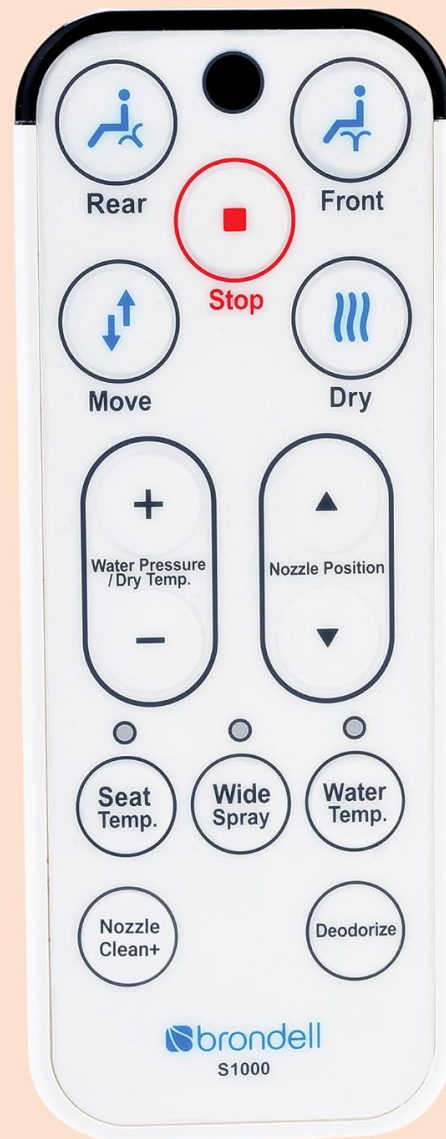 Rear
Front
Stop
Move
Dry
+
Water Pressure
/Dry Temp.
−
▲
Nozzle Position
▼
Seat
Temp.
Wide
Spray
Water
Temp.
Nozzle
Clean+
Deodorize
brondell
S1000